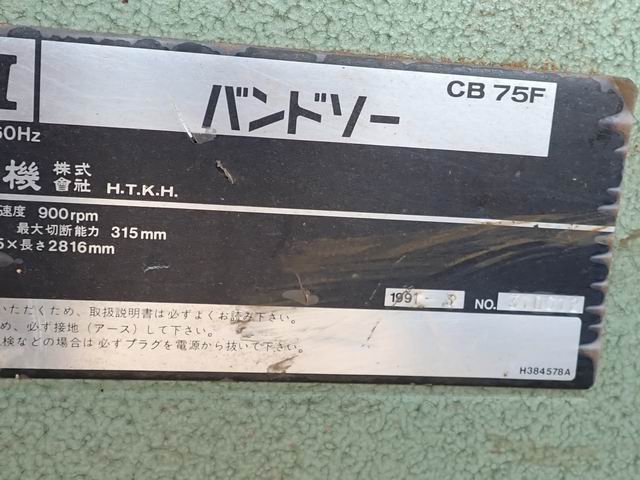 バンドソー
CB 75F
60Hz
機 株式會社 H.T.K.H.
速度 900rpm
最大切断能力 315mm
5×長さ2816mm
1991 -
NO.
いただくため、取扱説明書は必ずよくお読み下さい。
め、必ず接地（アース）して下さい。
検などの場合は必ずプラグを電源から抜いて下さい。
H384578A